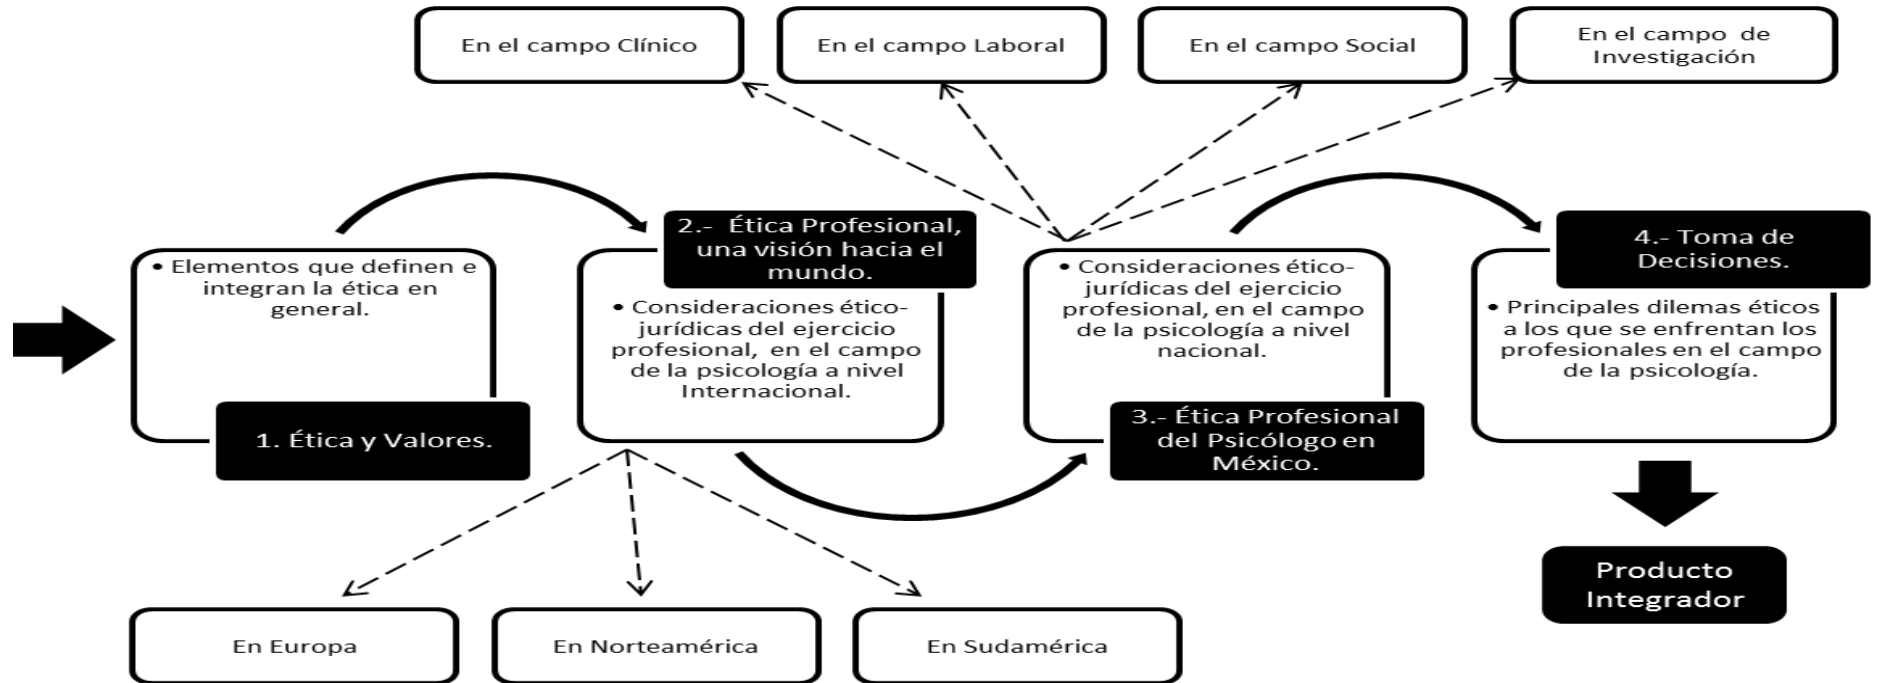 En el campo Clínico
En el campo Laboral
En el campo Social
En el campo de
Investigación
• Elementos que definen e
integran la ética en
general.
1. Ética y Valores.
2.- Ética Profesional,
una visión hacia el
mundo.
• Consideraciones ético-
jurídicas del ejercicio
profesional, en el campo
de la psicología a nivel
Internacional.
• Consideraciones ético-
jurídicas del ejercicio
profesional, en el campo
de la psicología a nivel
nacional.
3.- Ética Profesional
del Psicólogo en
México.
4.- Toma de
Decisiones.
• Principales dilemas éticos
a los que se enfrentan los
profesionales en el campo
de la psicología.
Producto
Integrador
En Europa
En Norteamérica
En Sudamérica